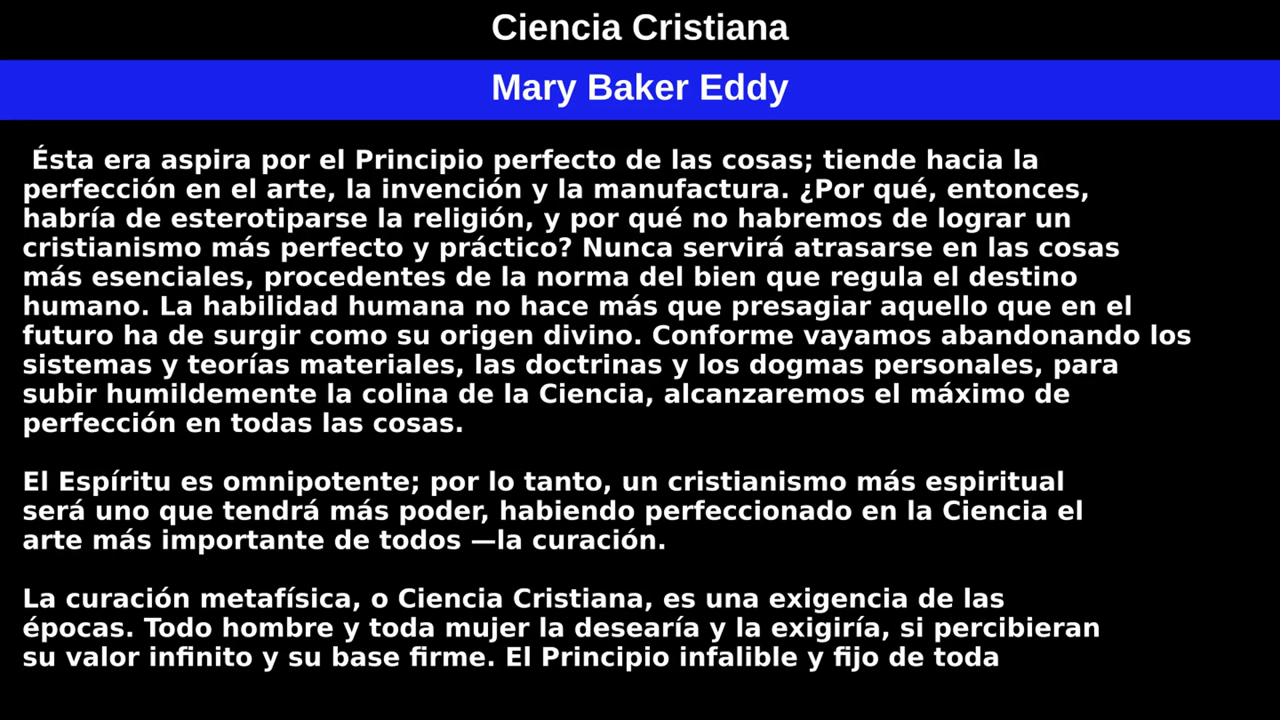 Ciencia Cristiana
Mary Baker Eddy
Ésta era aspira por el Principio perfecto de las cosas; tiende hacia la
perfección en el arte, la invención y la manufactura. ¿Por qué, entonces,
habría de esterotiparse la religión, y por qué no habremos de lograr un
cristianismo más perfecto y práctico? Nunca servirá atrasarse en las cosas
más esenciales, procedentes de la norma del bien que regula el destino
humano. La habilidad humana no hace más que presagiar aquello que en el
futuro ha de surgir como su origen divino. Conforme vayamos abandonando los
sistemas y teorías materiales, las doctrinas y los dogmas personales, para
subir humildemente la colina de la Ciencia, alcanzaremos el máximo de
perfección en todas las cosas.
El Espíritu es omnipotente; por lo tanto, un cristianismo más espiritual
será uno que tendrá más poder, habiendo perfeccionado en la Ciencia el
arte más importante de todos —la curación.
La curación metafísica, o Ciencia Cristiana, es una exigencia de las
épocas. Todo hombre y toda mujer la desearía y la exigiría, si percibieran
su valor infinito y su base firme. El Principio infalible y fijo de toda